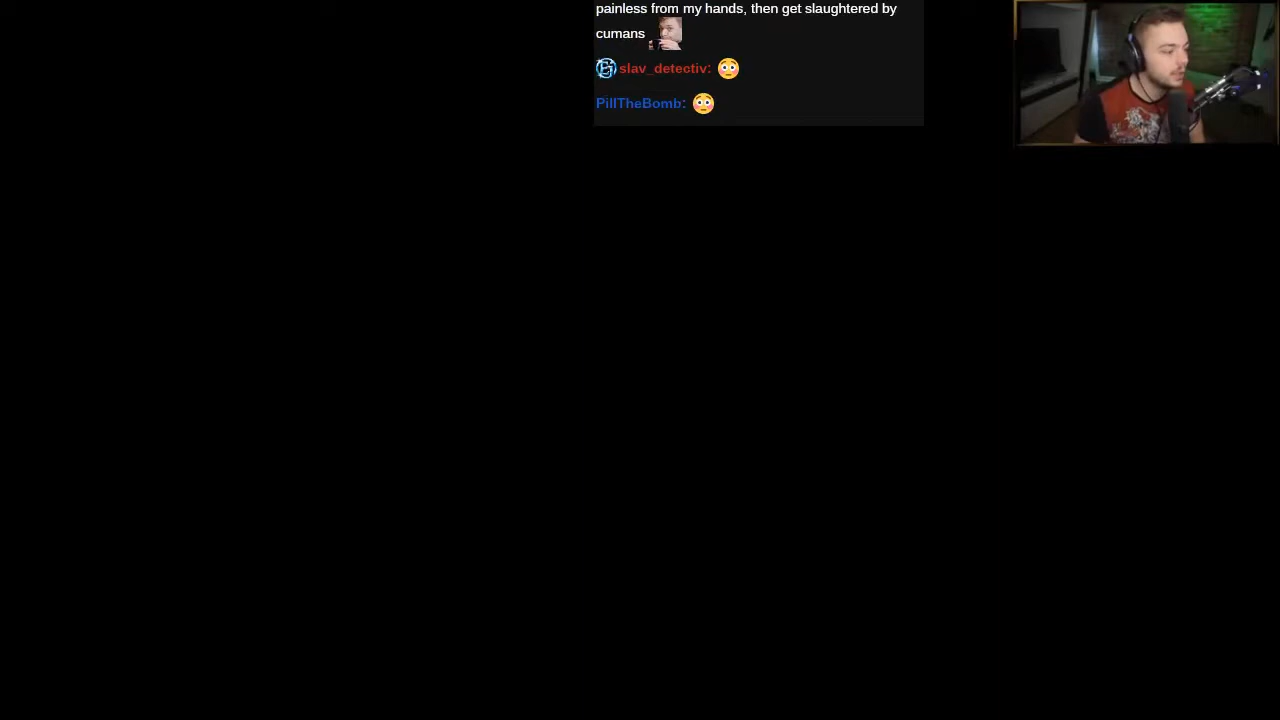 painless from my hands, then get slaughtered by
cumans
slav_detectiv: 😳
PillTheBomb: 😳